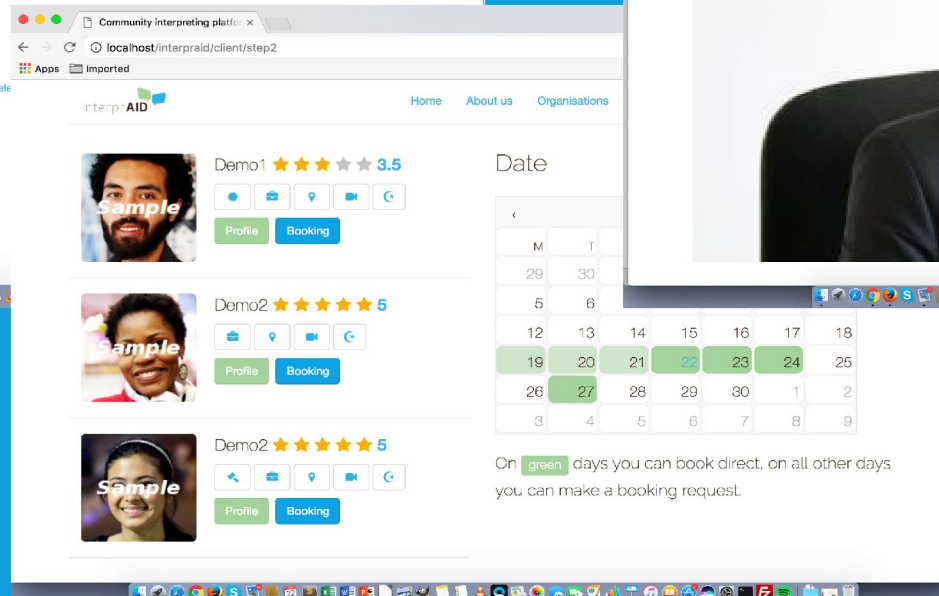 Community interpreting platfo
localhost/interpraid/client/step2
Apps Imported
interprAID
Home About us Organisations
Demo1 3.5
Sample
Profile Booking
Demo2 5
Sample
Profile Booking
Demo2 5
Sample
Profile Booking
Date
M T
29 30
5 6
12 13 14 15 16 17 18
19 20 21 22 23 24 25
26 27 28 29 30 1 2
3 4 5 6 7 8 9
On green days you can book direct, on all other days
you can make a booking request.